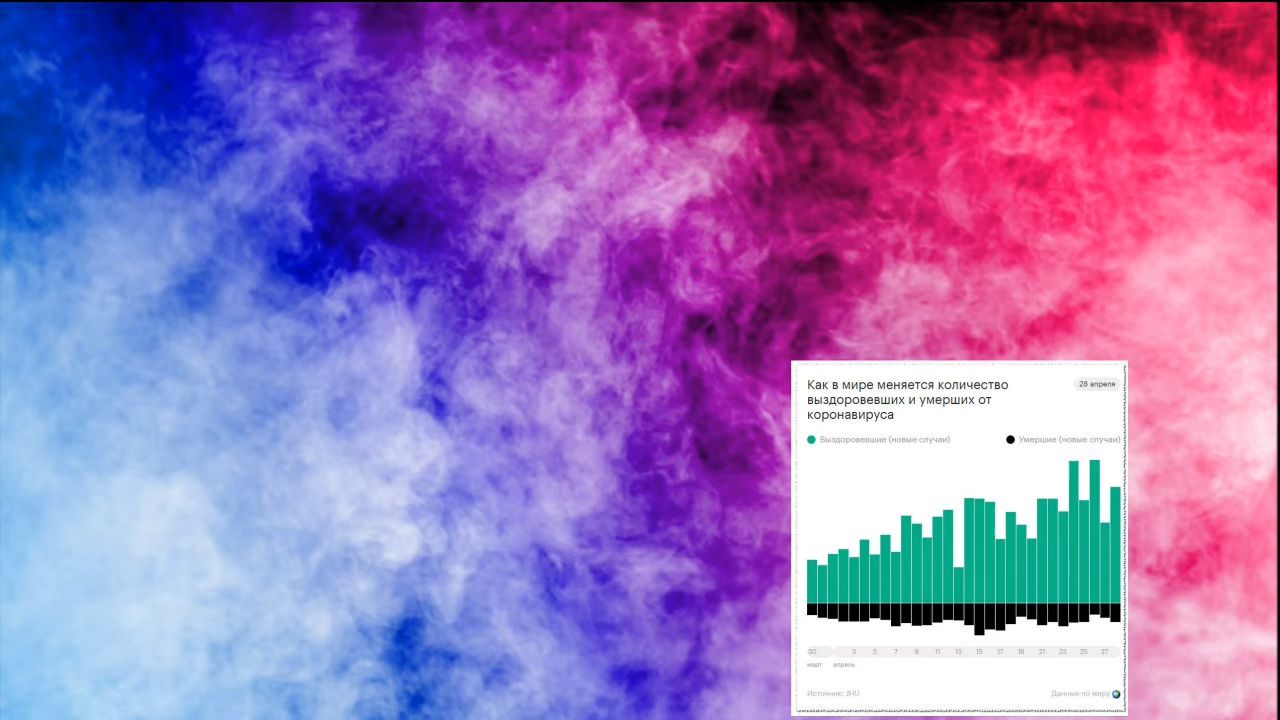 Как в мире меняется количество
28 апреля
выздоровевших и умерших от
коронавируса
Выздоровевшие (новые случаи)
Умершие (новые случаи)
30 3 5 7 9 11 13 15 17 19 21 23 25 27
март апрель
Источник: JHU
Данные по миру